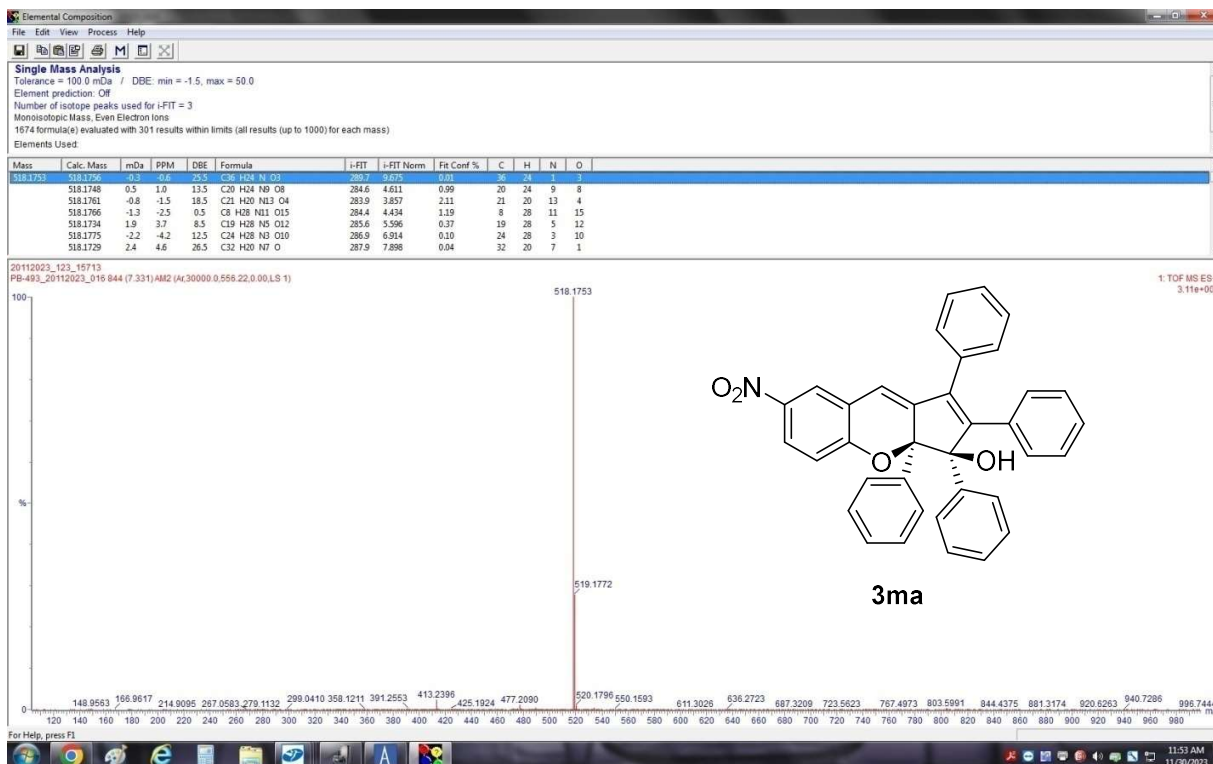 Elemental Composition
File Edit View Process Help
Single Mass Analysis
Tolerance = 100.0 mDa / DBE: min = -1.5, max = 50.0
Element prediction: Off
Number of isotope peaks used for i-FIT = 3
Monoisotopic Mass, Even Electron Ions
1674 formula(e) evaluated with 301 results within limits (all results (up to 1000) for each mass)
Elements Used:
Mass Calc. Mass mDa PPM DBE Formula i-FIT i-FIT Norm Fit Conf % C H N O
518.1753 518.1756 -0.3 -0.6 25.5 C36 H24 N O3 289.7 9.675 0.01 36 24 1 3
518.1748 0.5 1.0 13.5 C20 H24 N9 O8 284.6 4.611 0.99 20 24 9 8
518.1761 -0.8 -1.5 18.5 C21 H20 N13 O4 283.9 3.857 2.11 21 20 13 4
518.1766 -1.3 -2.5 0.5 C8 H28 N11 O15 284.4 4.434 1.19 8 28 11 15
518.1734 1.9 3.7 8.5 C19 H28 N5 O12 285.6 5.596 0.37 19 28 5 12
518.1775 -2.2 -4.2 12.5 C24 H28 N3 O10 286.9 6.914 0.10 24 28 3 10
518.1729 2.4 4.6 26.5 C32 H20 N7 O 287.9 7.898 0.04 32 20 7 1
20112023_123_15713
PB-493_20112023_016 844 (7.331) AM2 (Ar,30000.0,556.22,0.00,LS 1)
1: TOF MS ES
3.11e+00
100
518.1753
O2N
O
OH
%
519.1772
3ma
148.9563 166.9617 214.9095 267.0583 279.1132 299.0410 358.1211 391.2553 413.2396 425.1924 477.2090 520.1796 550.1593 611.3026 636.2723 687.3209 723.5623 767.4973 803.5991 844.4375 881.3174 920.6263 940.7286 996.744
0
120 140 160 180 200 220 240 260 280 300 320 340 360 380 400 420 440 460 480 500 520 540 560 580 600 620 640 660 680 700 720 740 760 780 800 820 840 860 880 900 920 940 960 980
For Help, press F1
11:53 AM
11/30/2023